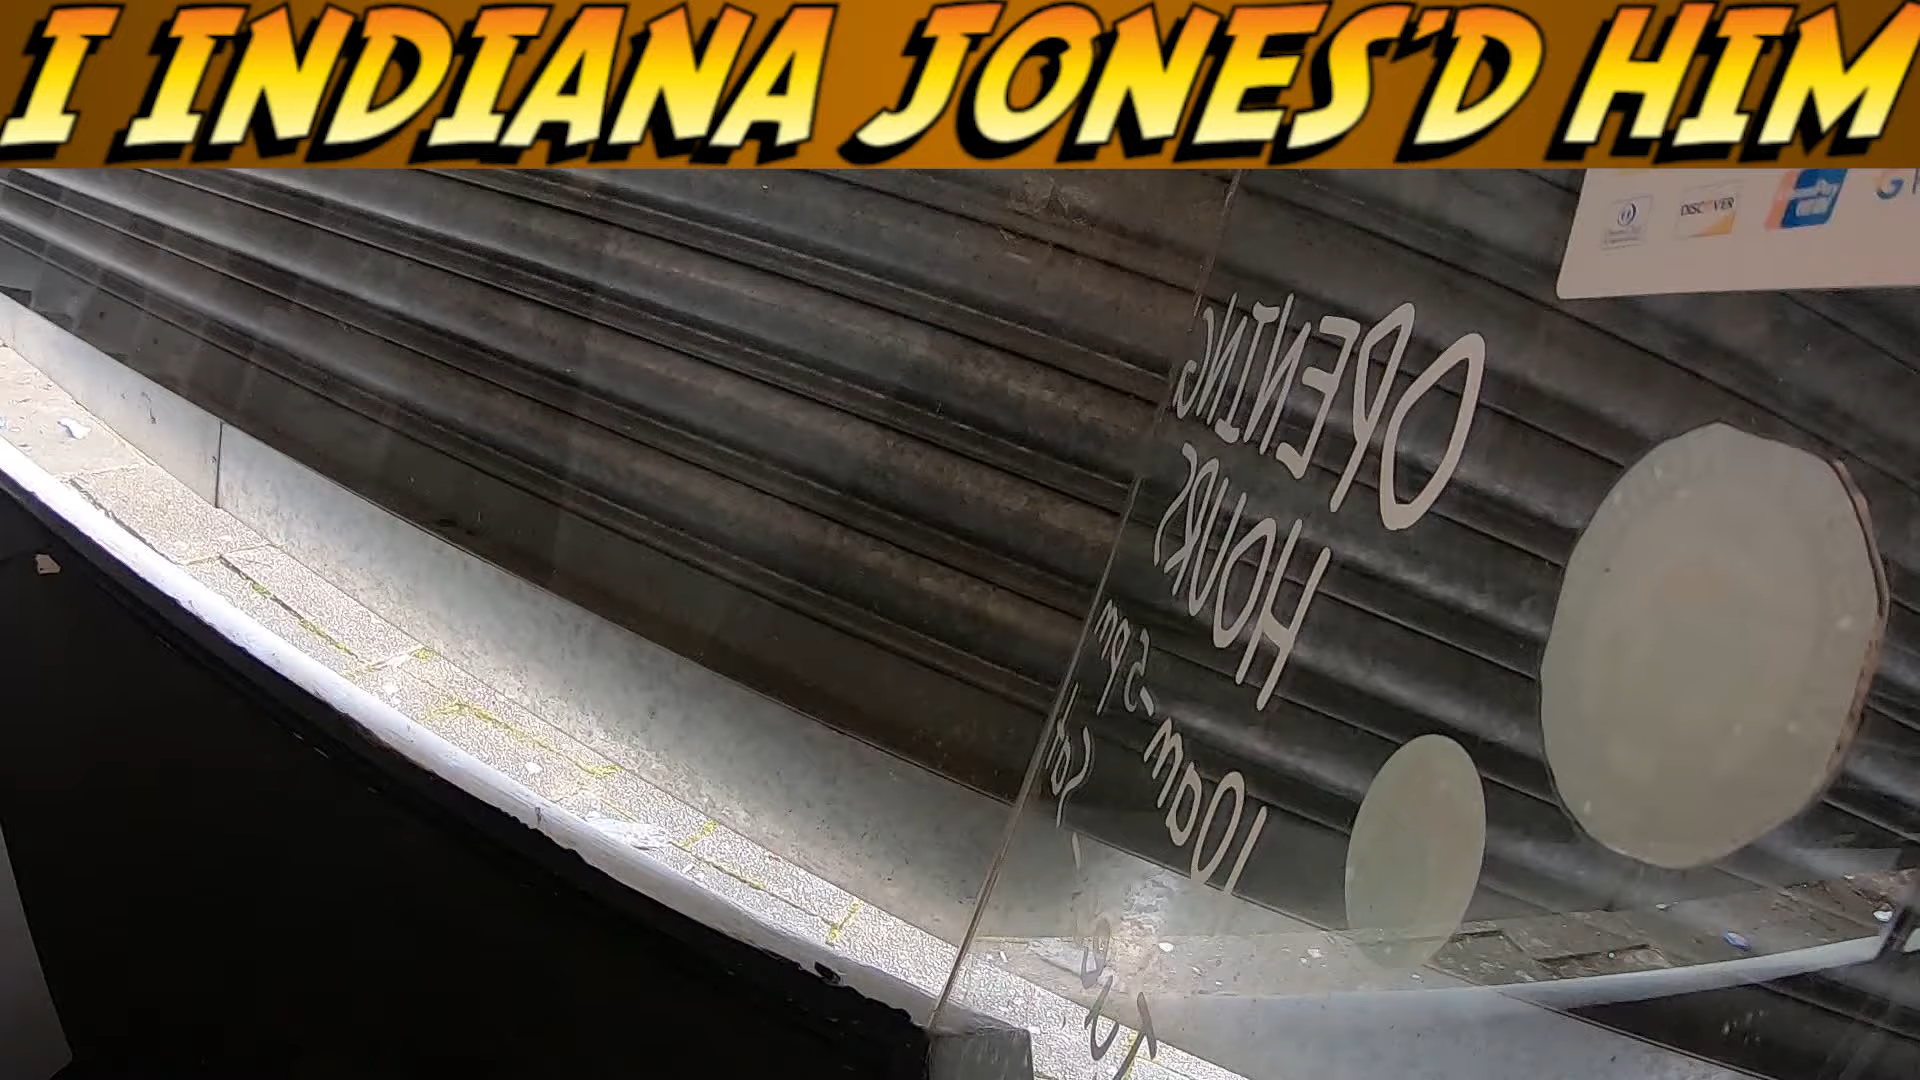 I INDIANA JONES'D HIM
DISCOVER
OPENING
HOURS
10am-5pm